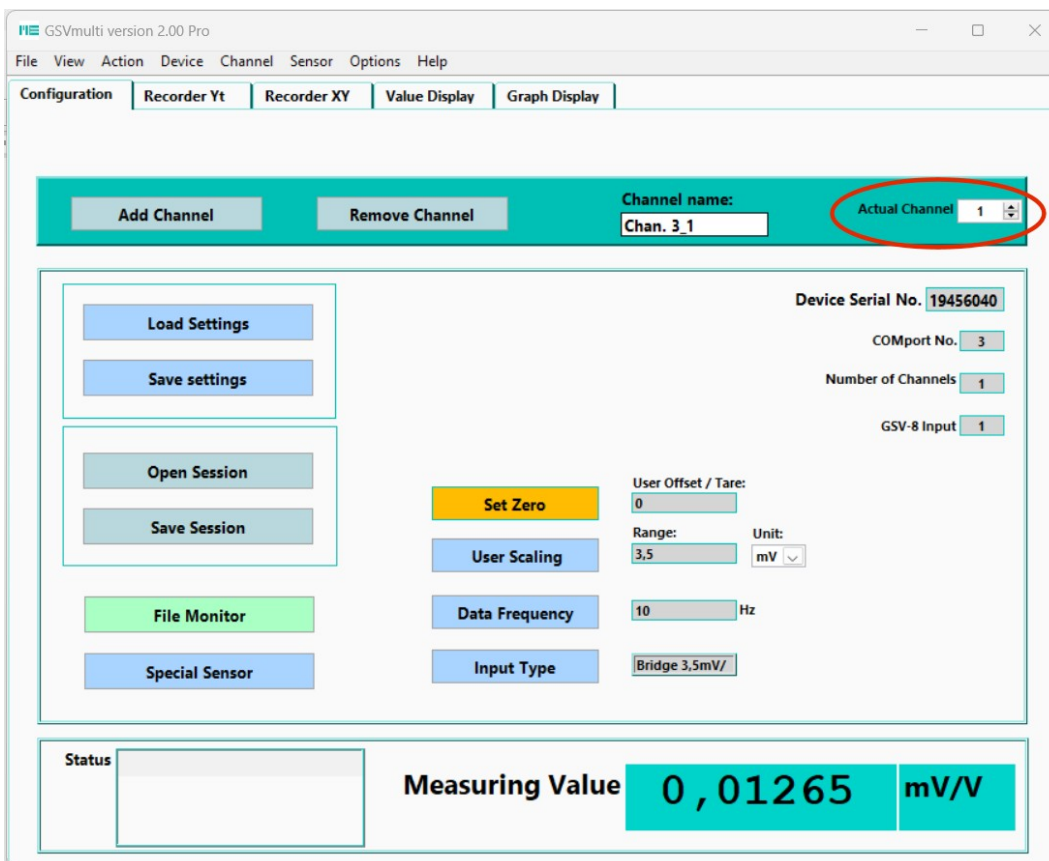 ME GSVmulti version 2.00 Pro
File View Action Device Channel Sensor Options Help
Configuration Recorder Yt Recorder XY Value Display Graph Display
Add Channel
Remove Channel
Channel name:
Chan. 3_1
Actual Channel 1
Load Settings
Save settings
Open Session
Save Session
File Monitor
Special Sensor
Device Serial No. 19456040
COMport No. 3
Number of Channels 1
GSV-8 Input 1
Set Zero
User Offset / Tare:
0
User Scaling
Range:
3,5
Unit:
mV
Data Frequency
10 Hz
Input Type
Bridge 3,5mV/
Status
Measuring Value 0,01265 mV/V